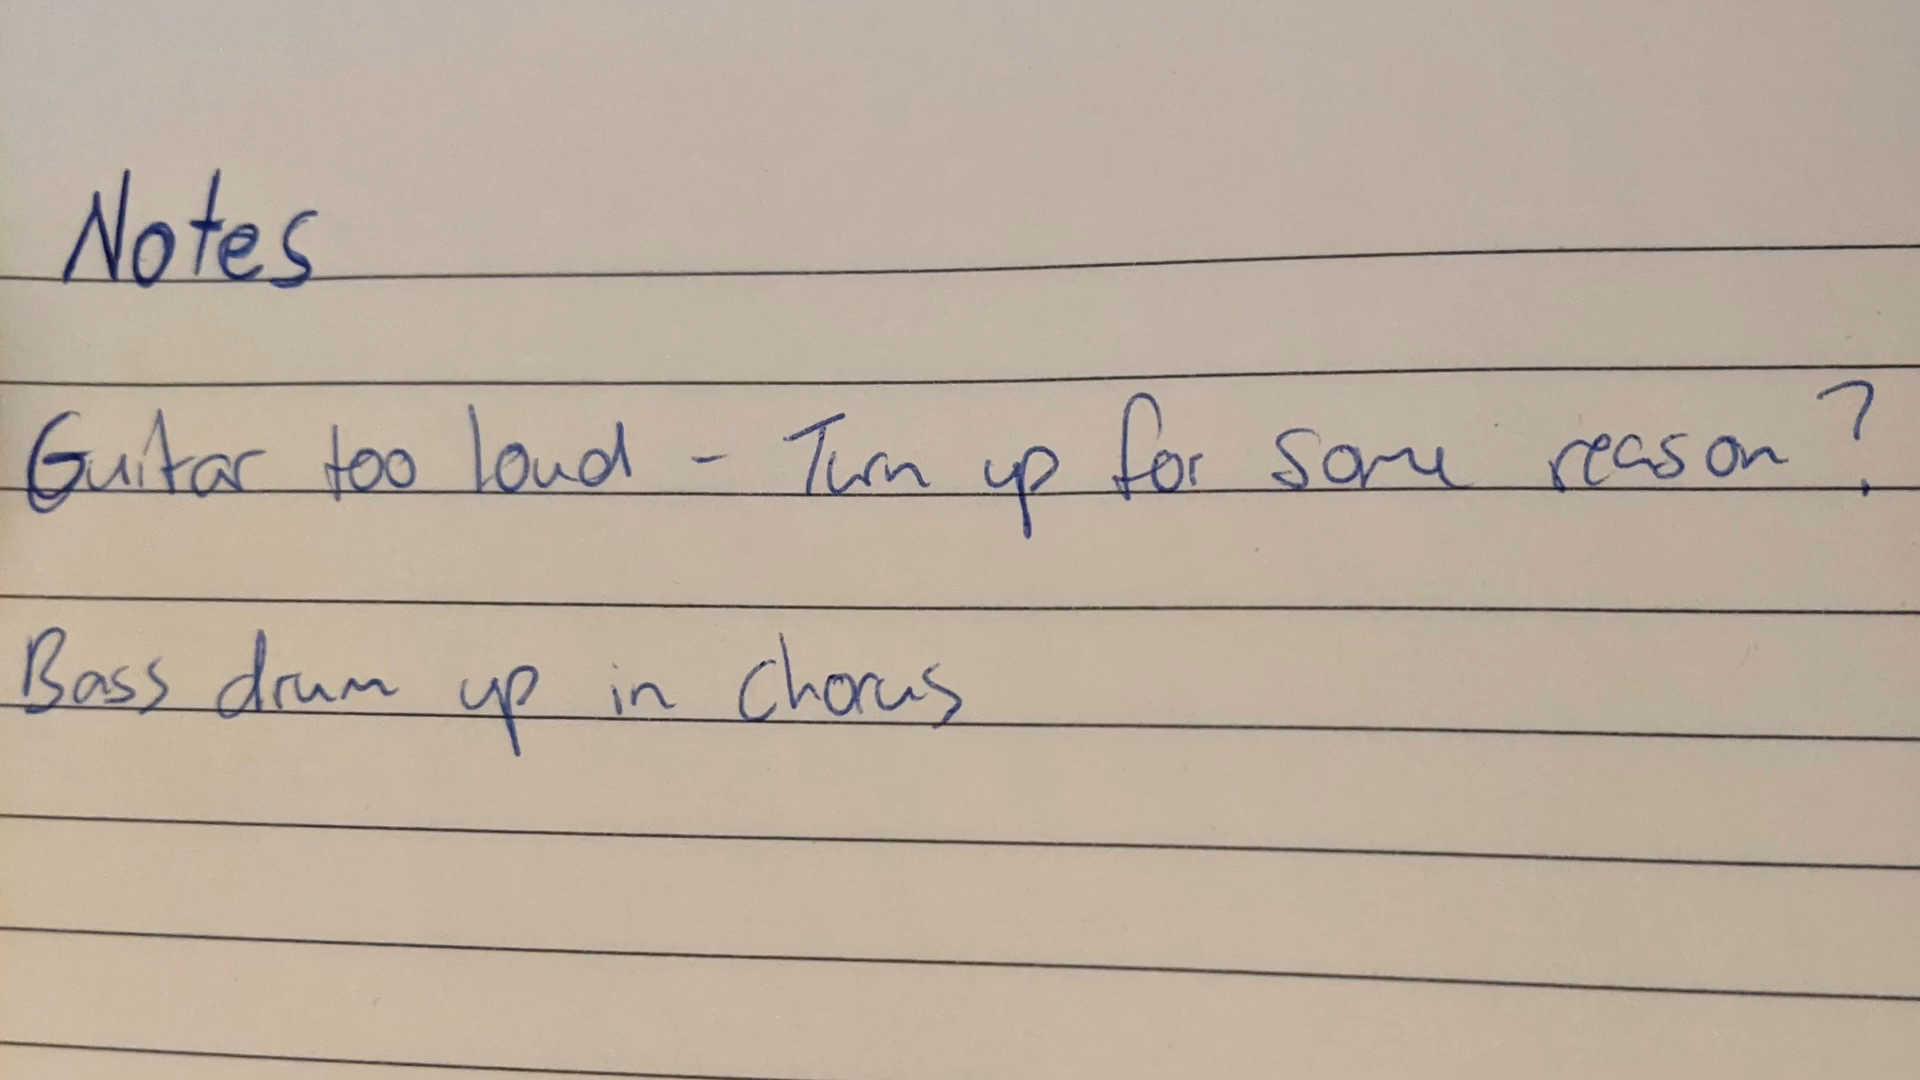 Notes
Guitar too loud - Turn up for some reason?
Bass drum up in chorus